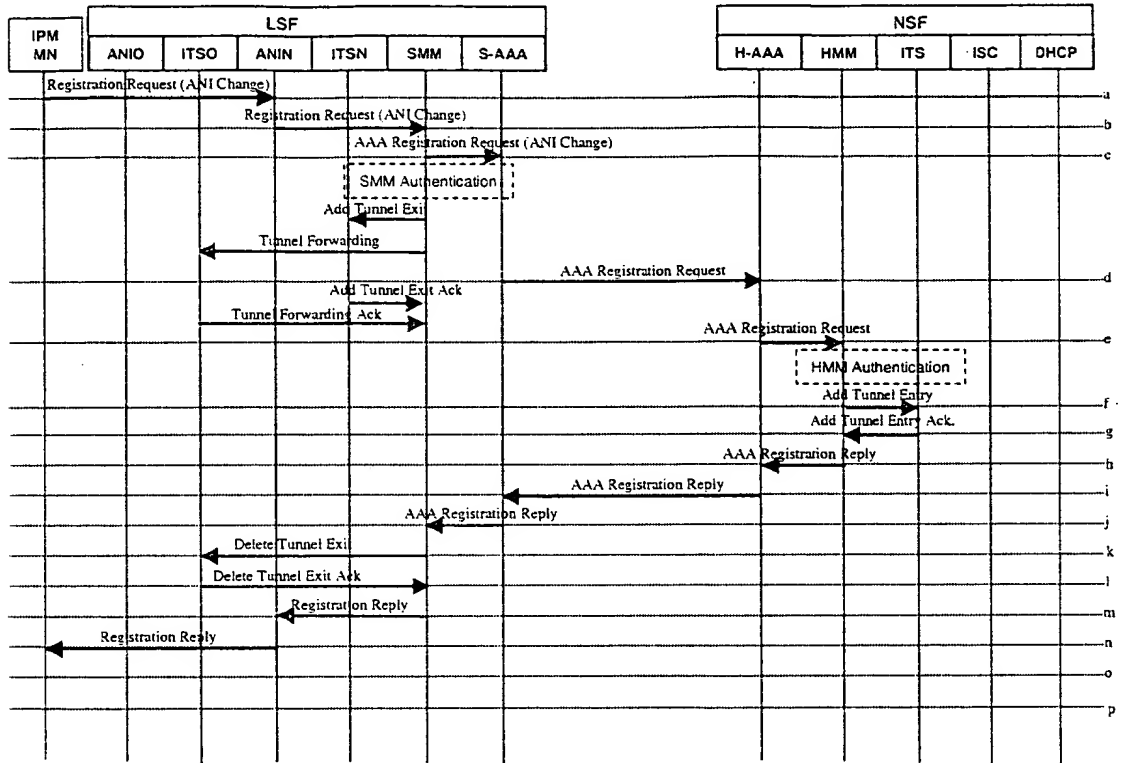 LSF
NSF
IPM
MN
ANIO
ITSO
ANIN
ITSN
SMM
S-AAA
H-AAA
HMM
ITS
ISC
DHCP
Registration Request (ANI Change)
a
Registration Request (ANI Change)
b
AAA Registration Request (ANI Change)
c
SMM Authentication
Add Tunnel Exit
Tunnel Forwarding
AAA Registration Request
d
Add Tunnel Exit Ack
Tunnel Forwarding Ack
AAA Registration Request
e
HMM Authentication
Add Tunnel Entry
f
Add Tunnel Entry Ack.
g
AAA Registration Reply
h
AAA Registration Reply
i
AAA Registration Reply
j
Delete Tunnel Exit
k
Delete Tunnel Exit Ack
l
Registration Reply
m
Registration Reply
n
o
p